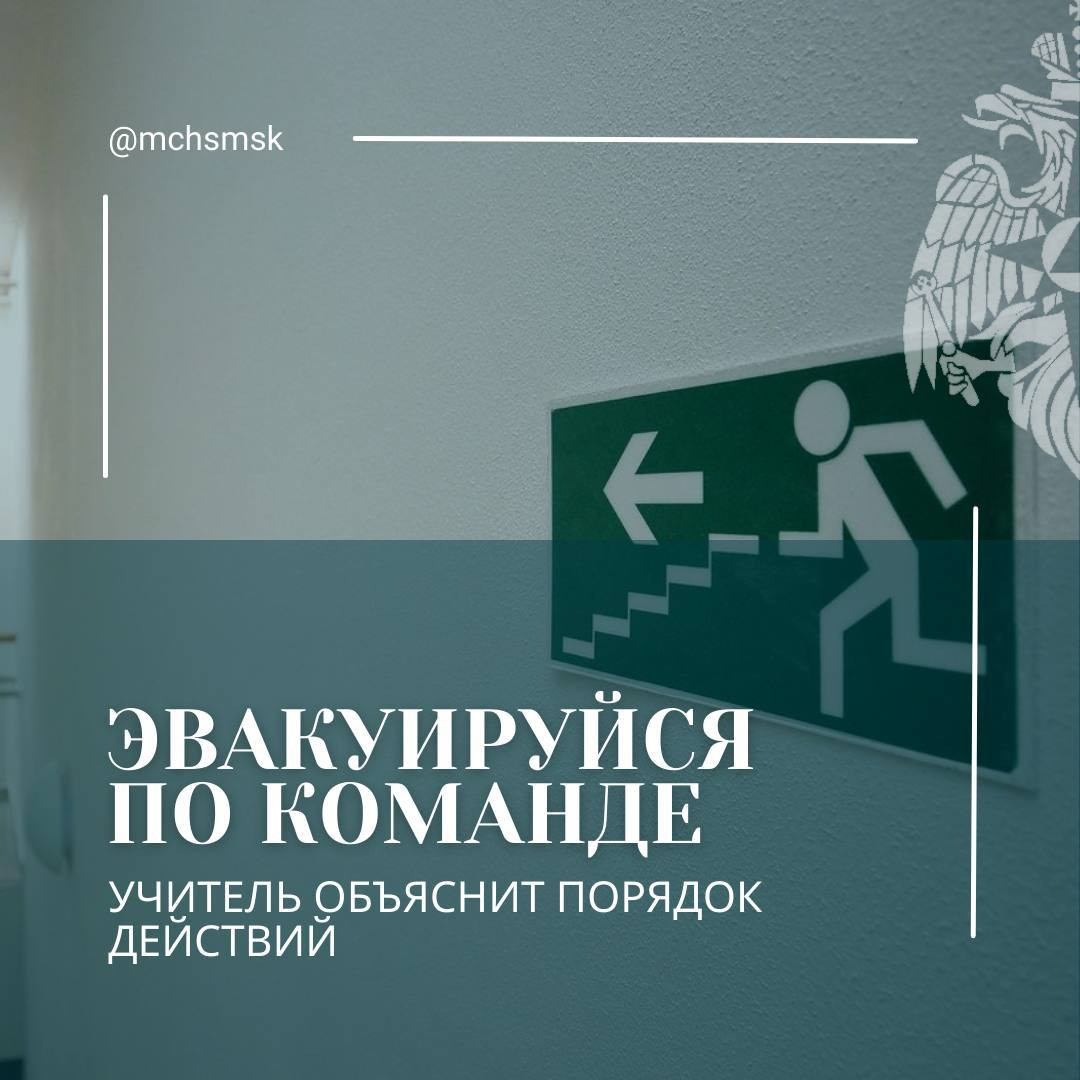 @mchsmsk
ЭВАКУИРУЙСЯ
ПО КОМАНДЕ
УЧИТЕЛЬ ОБЪЯСНИТ ПОРЯДОК
ДЕЙСТВИЙ